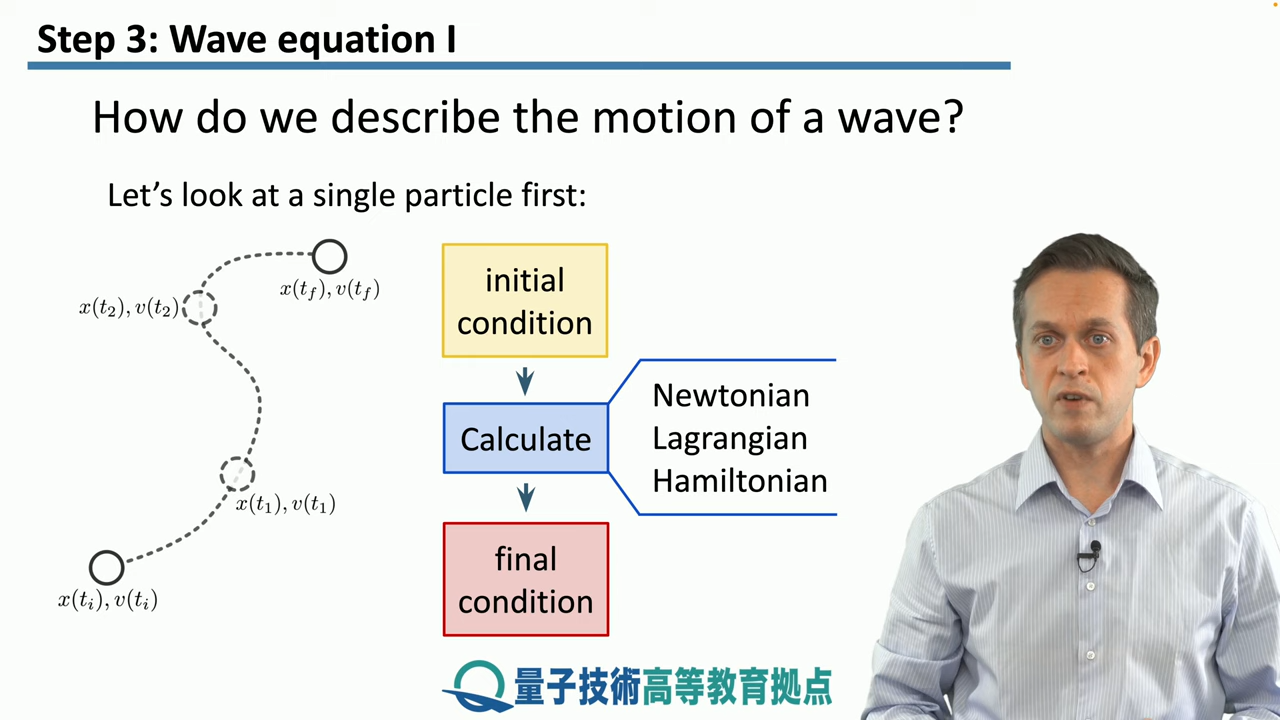 Step 3: Wave equation I
How do we describe the motion of a wave?
Let's look at a single particle first:
x(t_f), v(t_f)
x(t_2), v(t_2)
x(t_1), v(t_1)
x(t_i), v(t_i)
initial
condition
Calculate
Newtonian
Lagrangian
Hamiltonian
final
condition
量子技術高等教育拠点